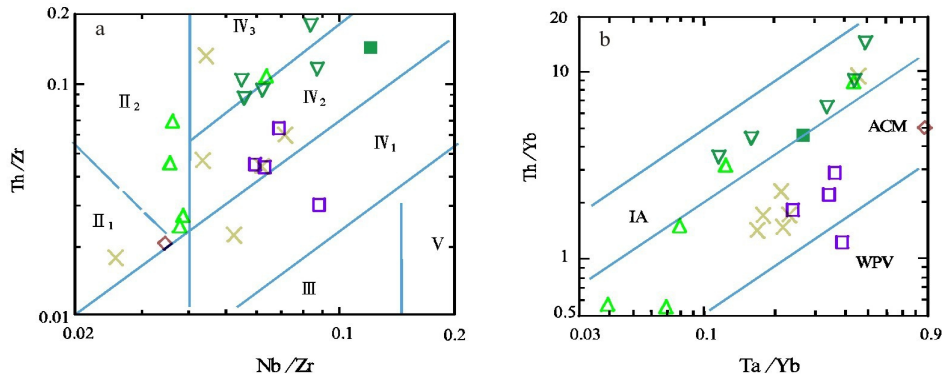 a
0.2
0.1
0.01
Th/Zr
IV3
II2
IV2
IV1
II1
III
V
0.02
0.1
0.2
Nb/Zr
b
20
10
1
0.5
Th/Yb
ACM
IA
WPV
0.03
0.1
0.9
Ta/Yb